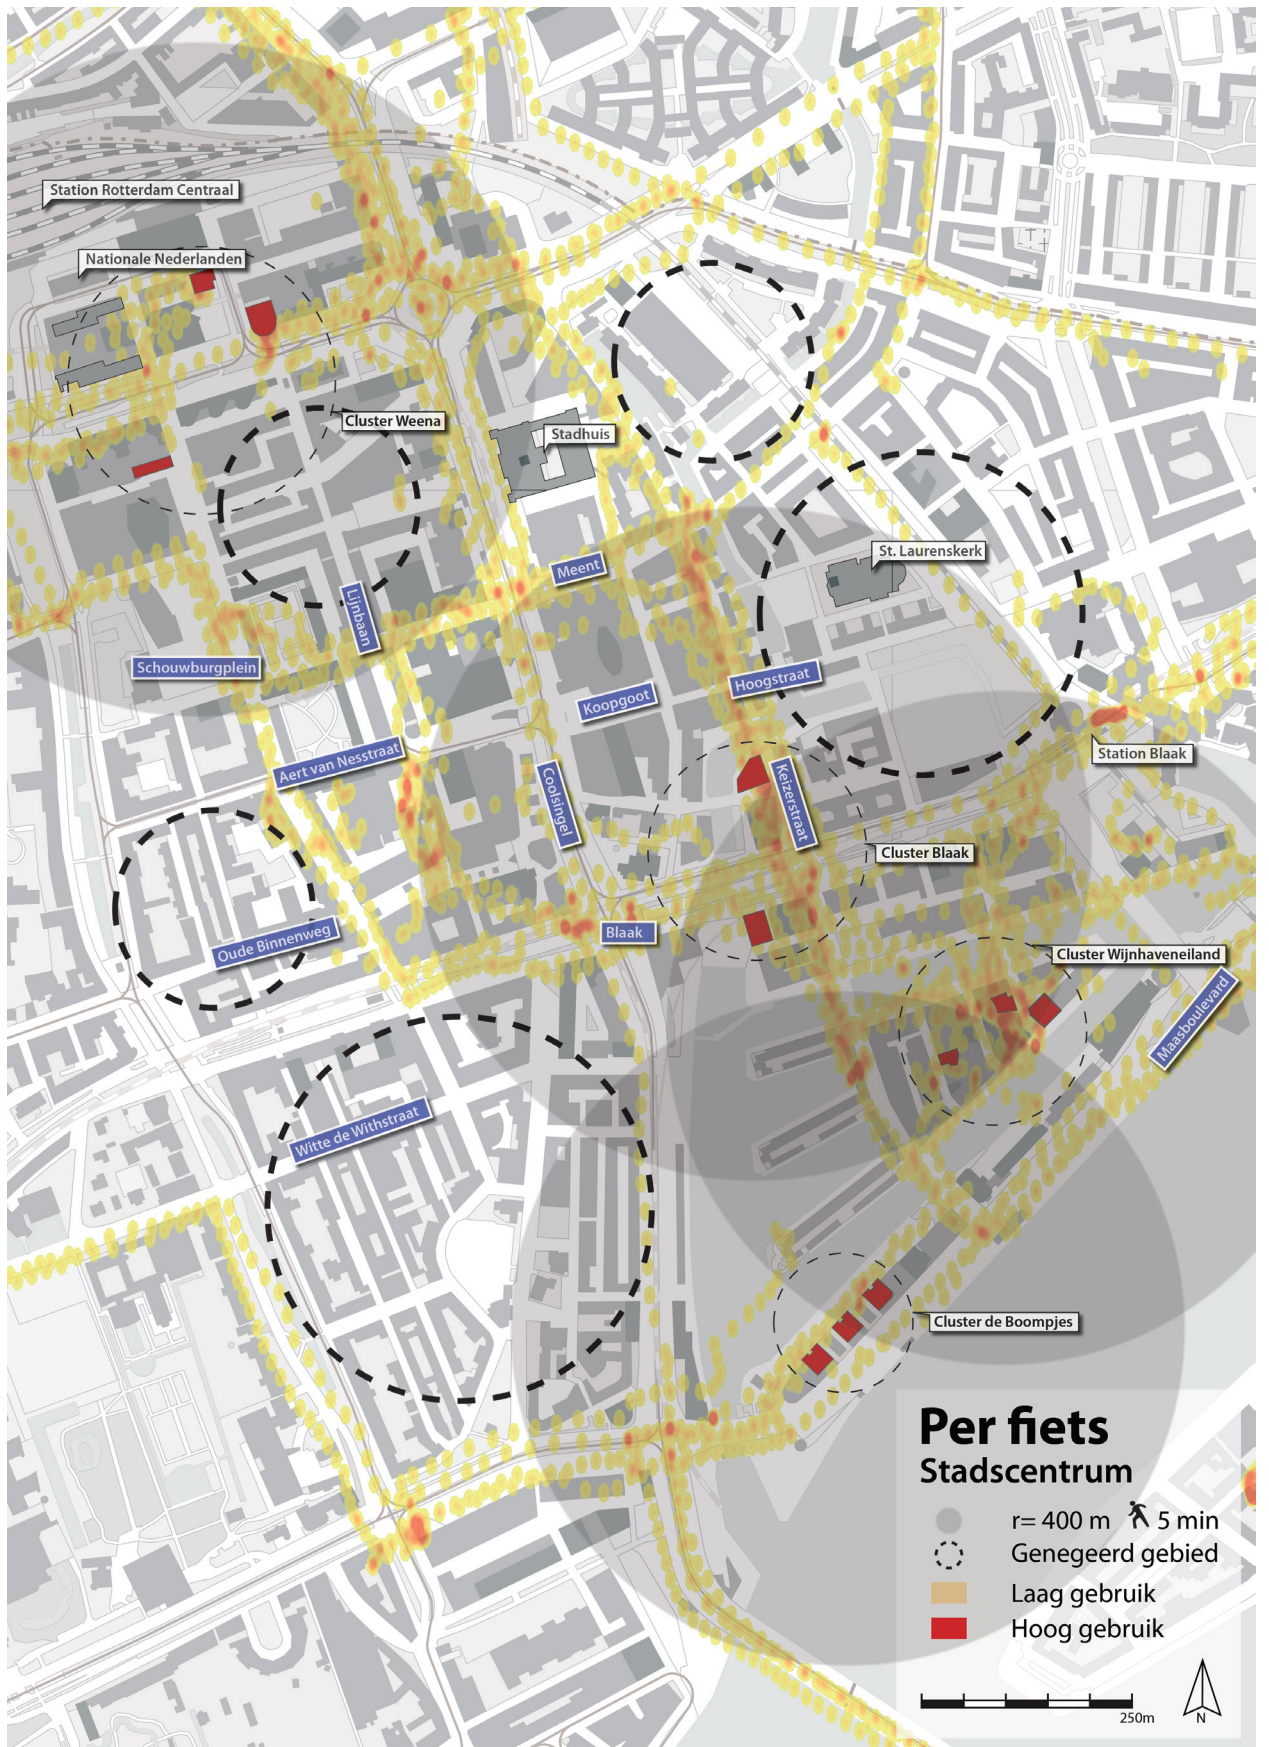 Station Rotterdam Centraal
Nationale Nederlanden
Cluster Weena
Stadhuis
St. Laurenskerk
Meent
Lijnbaan
Schouwburgplein
Hoogstraat
Koopgoot
Aert van Nesstraat
Station Blaak
Coolsingel
Keizerstraat
Cluster Blaak
Oude Binnenweg
Blaak
Cluster Wijnhaveneiland
Maasboulevard
Witte de Withstraat
Cluster de Boompjes
Per fiets
Stadscentrum
r= 400 m 5 min
Genegeerd gebied
Laag gebruik
Hoog gebruik
250m
N